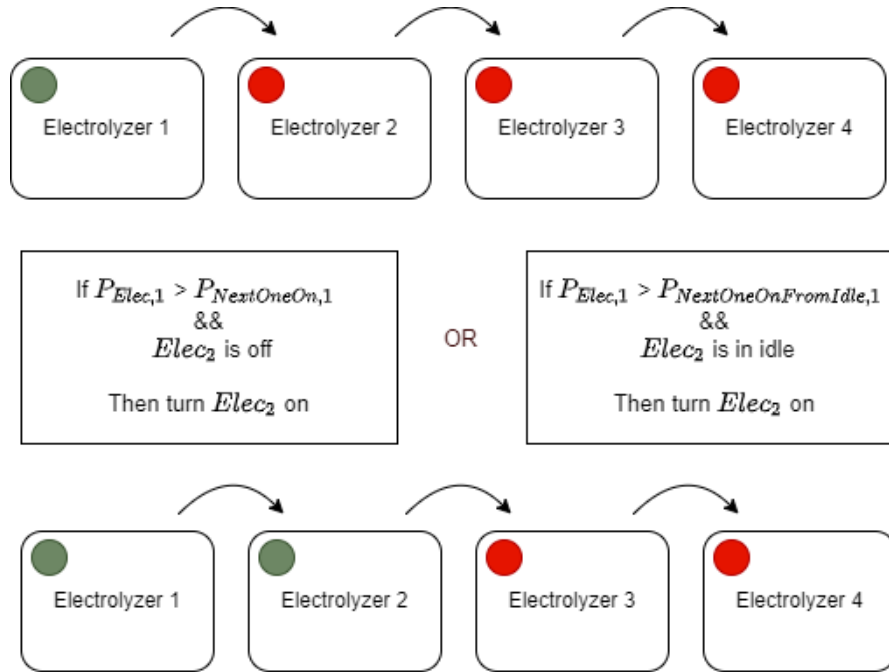 Electrolyzer 1
Electrolyzer 2
Electrolyzer 3
Electrolyzer 4
If P_{Elec,1} > P_{NextOneOn,1}
&&
Elec_2 is off
Then turn Elec_2 on
OR
If P_{Elec,1} > P_{NextOneOnFromIdle,1}
&&
Elec_2 is in idle
Then turn Elec_2 on
Electrolyzer 1
Electrolyzer 2
Electrolyzer 3
Electrolyzer 4